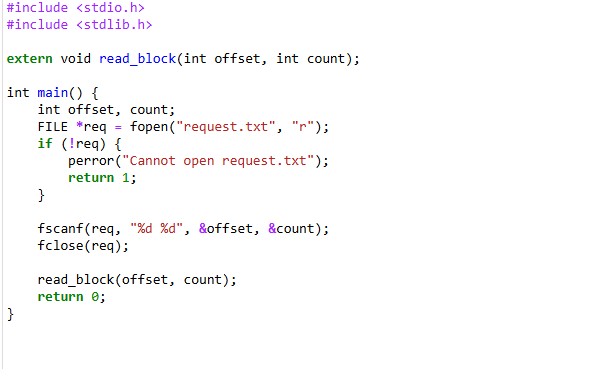 #include <stdio.h>
#include <stdlib.h>

extern void read_block(int offset, int count);

int main() {
    int offset, count;
    FILE *req = fopen("request.txt", "r");
    if (!req) {
        perror("Cannot open request.txt");
        return 1;
    }

    fscanf(req, "%d %d", &offset, &count);
    fclose(req);

    read_block(offset, count);
    return 0;
}